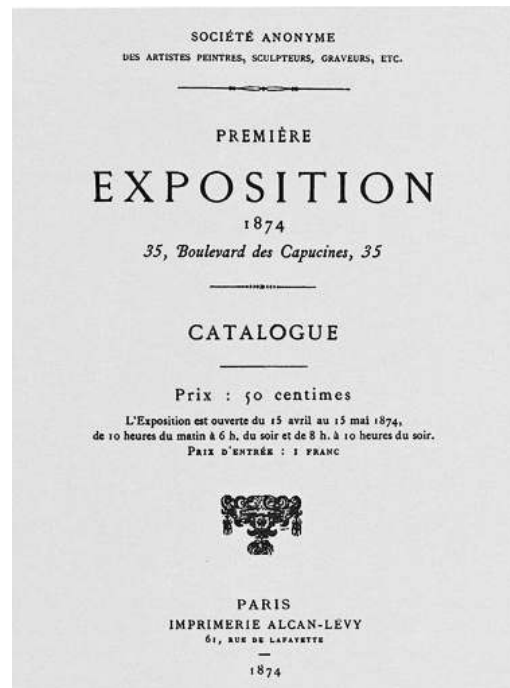 SOCIÉTÉ ANONYME
DES ARTISTES PEINTRES, SCULPTEURS, GRAVEURS, ETC.
PREMIÈRE
EXPOSITION
1874
35, Boulevard des Capucines, 35
CATALOGUE
Prix : 50 centimes
L'Exposition est ouverte du 15 avril au 15 mai 1874,
de 10 heures du matin à 6 h. du soir et de 8 h. à 10 heures du soir.
PRIX D'ENTRÉE : 1 FRANC
PARIS
IMPRIMERIE ALCAN-LÉVY
61, RUE DE LAFAYETTE
1874